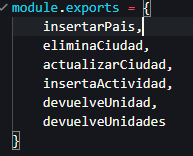 module.exports = {
    insertarPais,
    eliminaCiudad,
    actualizarCiudad,
    insertaActividad,
    devuelveUnidad,
    devuelveUnidades
}